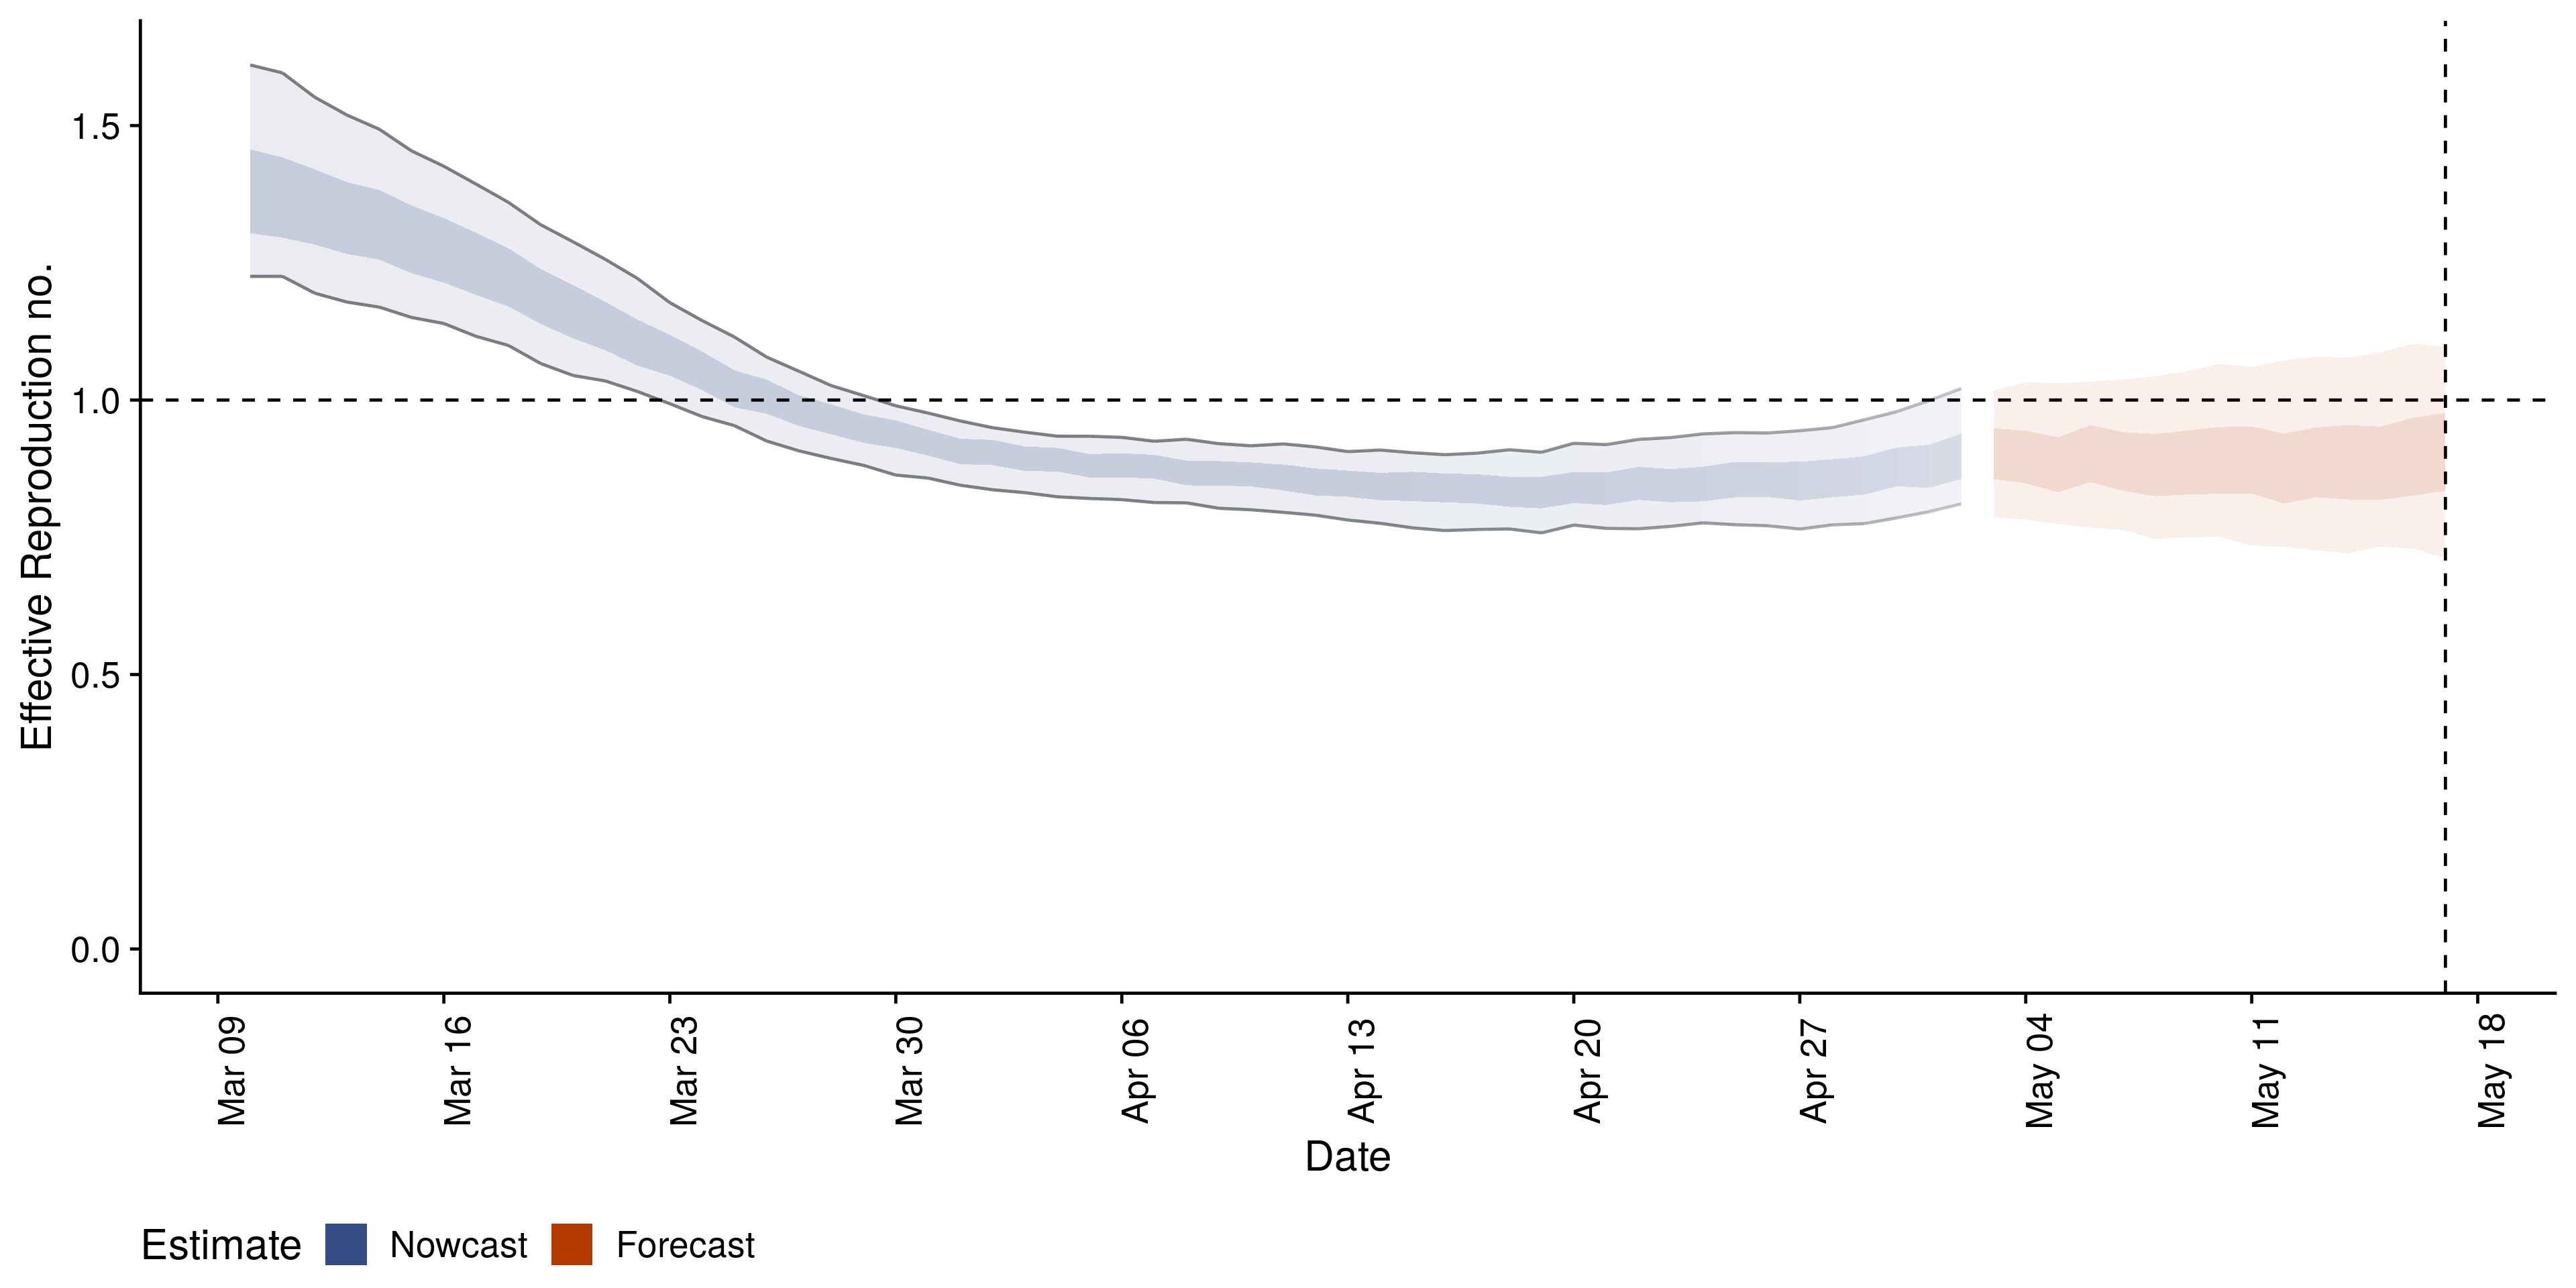 Effective Reproduction no.
1.5
1.0
0.5
0.0
Mar 09
Mar 16
Mar 23
Mar 30
Apr 06
Apr 13
Apr 20
Apr 27
May 04
May 11
May 18
Date
Estimate Nowcast Forecast